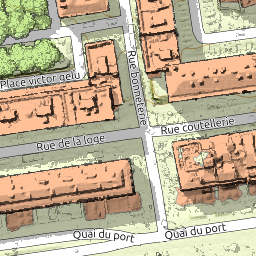 Place victor gelu
Rue bonneterie
Rue coutellerie
Rue de la loge
Quai du port
Quai du port